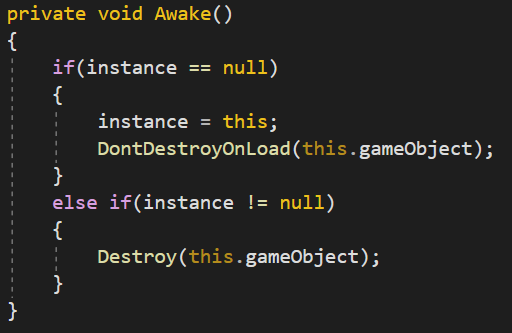 private void Awake()
{
    if(instance == null)
    {
        instance = this;
        DontDestroyOnLoad(this.gameObject);
    }
    else if(instance != null)
    {
        Destroy(this.gameObject);
    }
}